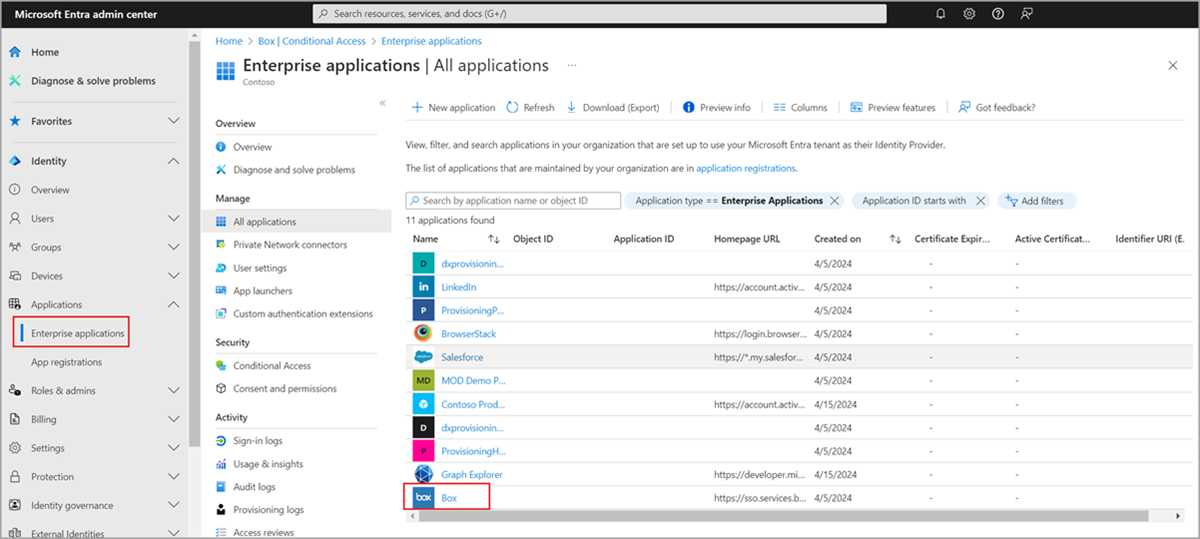 Microsoft Entra admin center
Search resources, services, and docs (G+/)
Home
Diagnose & solve problems
Favorites
Identity
Overview
Users
Groups
Devices
Applications
Enterprise applications
App registrations
Roles & admins
Billing
Settings
Protection
Identity governance
External Identities
Home > Box | Conditional Access > Enterprise applications
Enterprise applications | All applications ...
Contoso
Overview
Overview
Diagnose and solve problems
Manage
All applications
Private Network connectors
User settings
App launchers
Custom authentication extensions
Security
Conditional Access
Consent and permissions
Activity
Sign-in logs
Usage & insights
Audit logs
Provisioning logs
Access reviews
New application Refresh Download (Export) Preview info Columns Preview features Got feedback?
View, filter, and search applications in your organization that are set up to use your Microsoft Entra tenant as their Identity Provider.
The list of applications that are maintained by your organization are in application registrations.
Search by application name or object ID Application type == Enterprise Applications Application ID starts with Add filters
11 applications found
Name Object ID Application ID Homepage URL Created on Certificate Expir... Active Certificat... Identifier URI (E.
D dxprovisionin... 4/5/2024 - -
in LinkedIn https://account.activ... 4/5/2024 - -
P ProvisioningP... 4/5/2024 - -
BrowserStack https://login.browser... 4/5/2024 - -
Salesforce https://*.my.salesfor... 4/5/2024 - -
MD MOD Demo P... 4/5/2024 - -
Contoso Prod... https://account.activ... 4/15/2024 - -
D dxprovisionin... 4/5/2024 - -
P ProvisioningH... 4/5/2024 - -
Graph Explorer https://developer.mi... 4/15/2024 - -
box Box https://sso.services.b... 4/5/2024 - -